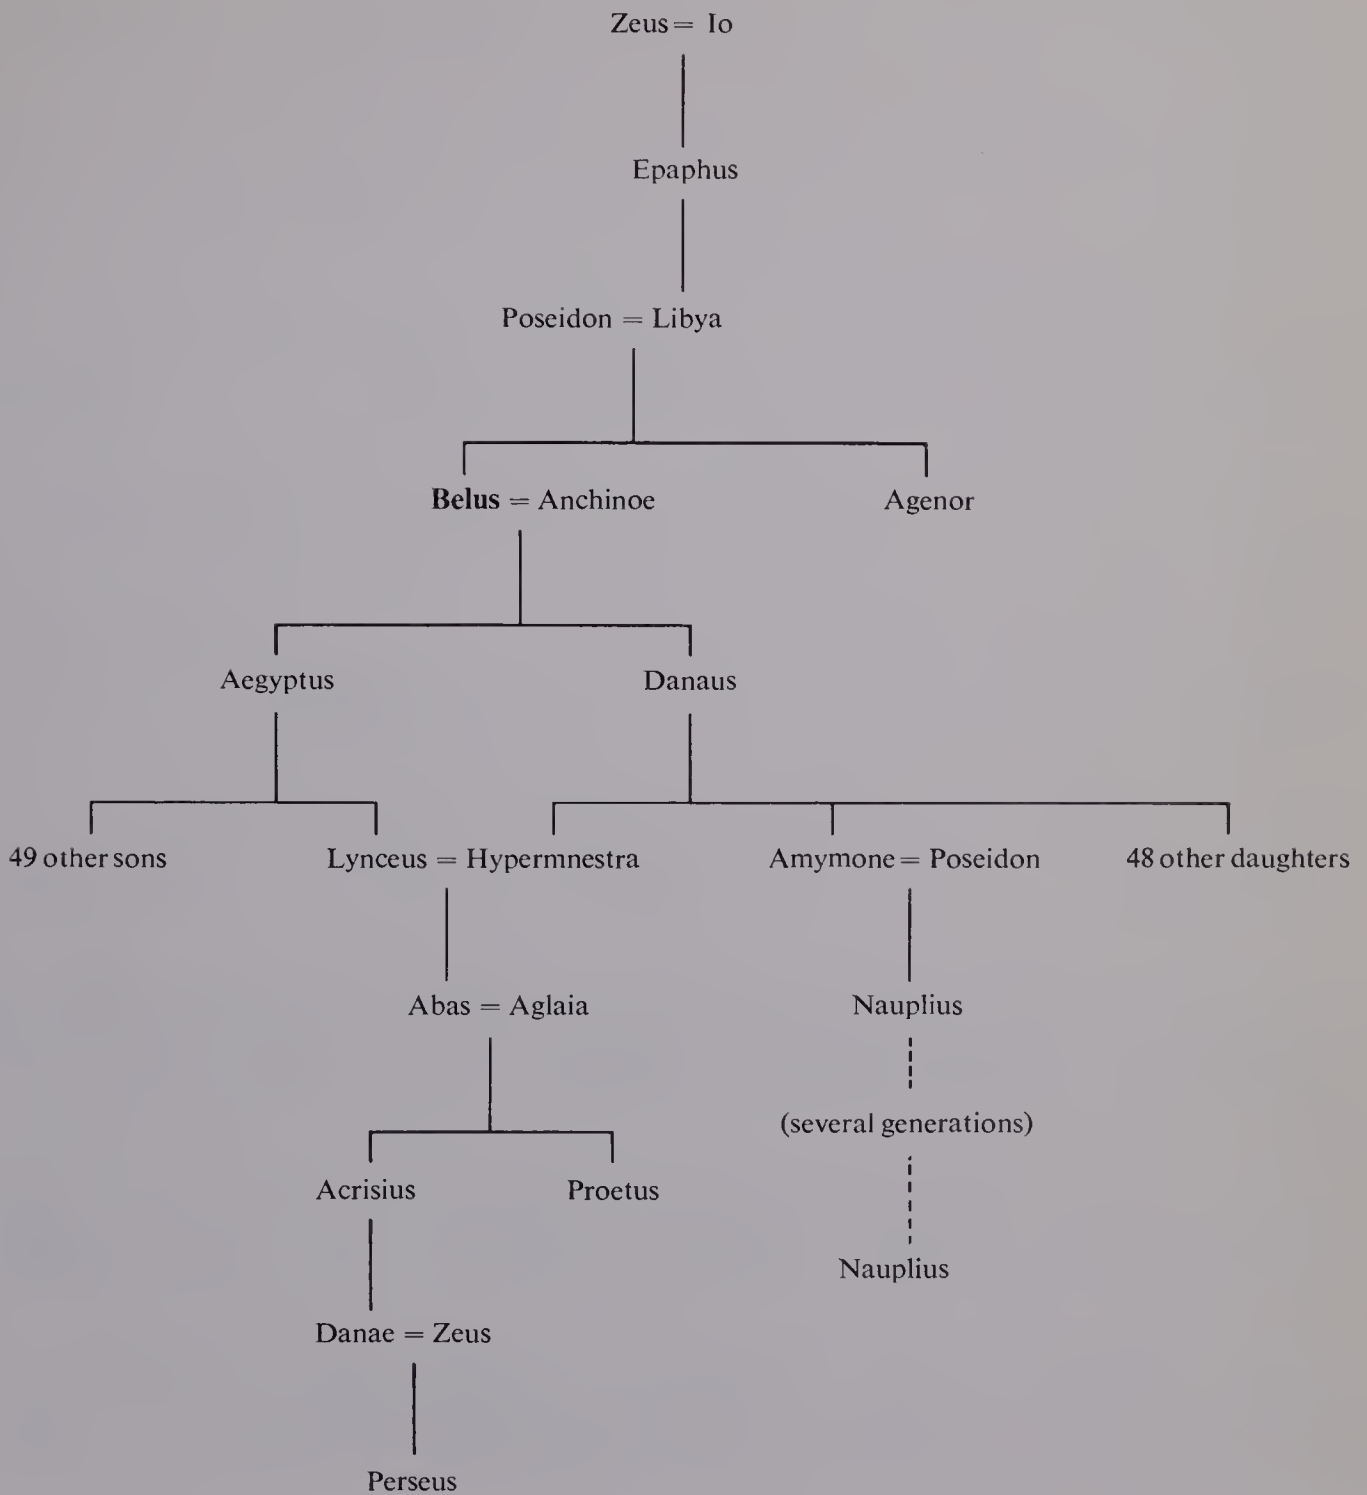 Zeus = Io
Epaphus
Poseidon = Libya
Belus = Anchinoe Agenor
Aegyptus Danaus
49 other sons Lynceus = Hypermnestra Amymone = Poseidon 48 other daughters
Abas = Aglaia Nauplius
(several generations)
Acrisius Proetus
Nauplius
Danae = Zeus
Perseus